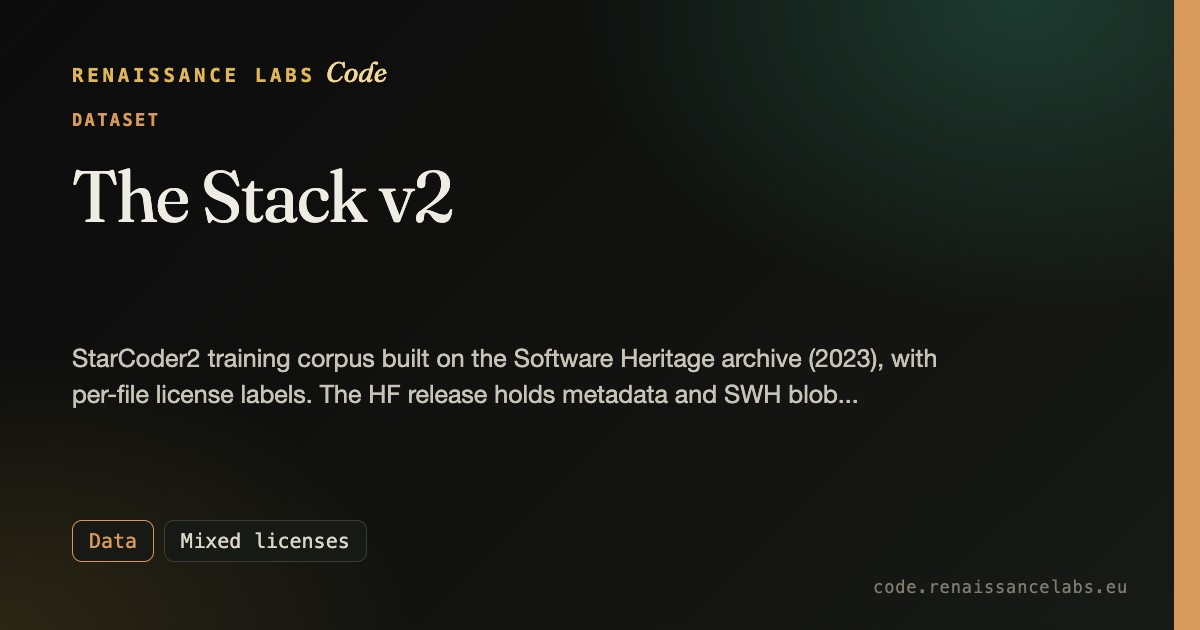 RENAISSANCE LABS Code
DATASET
The Stack v2
StarCoder2 training corpus built on the Software Heritage archive (2023), with
per-file license labels. The HF release holds metadata and SWH blob...
Data
Mixed licenses
code.renaissancelabs.eu